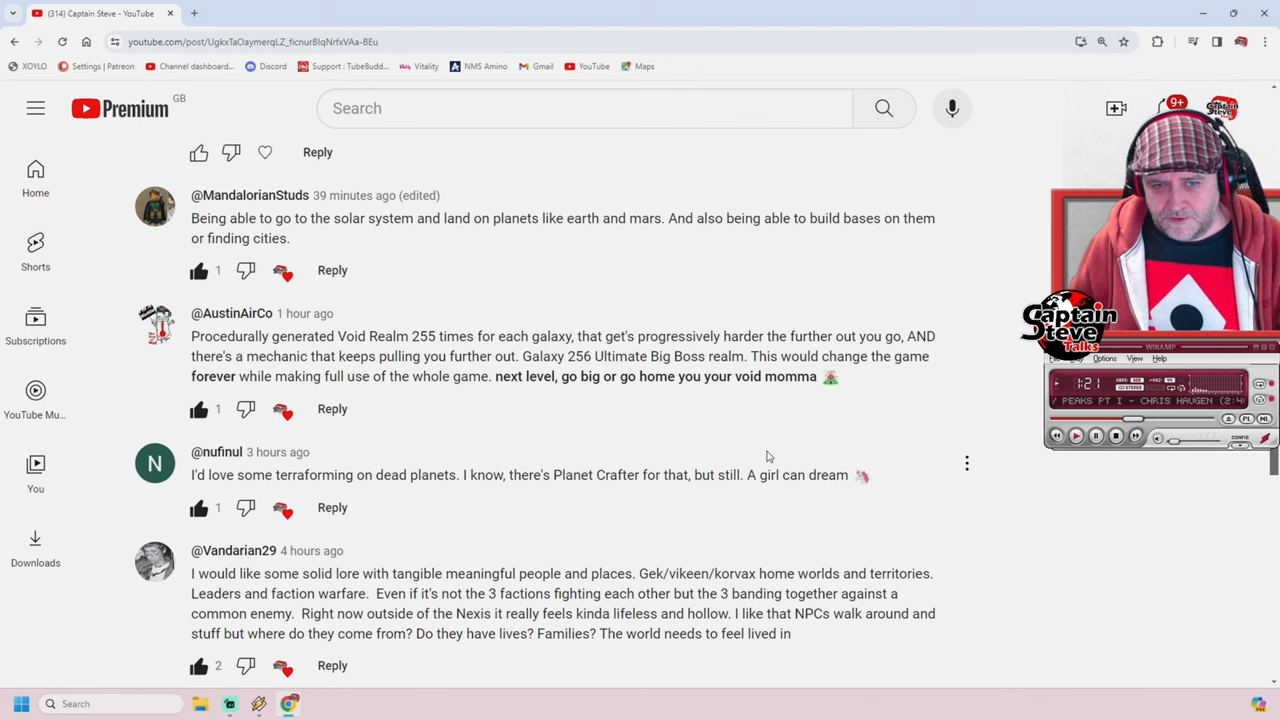 (314) Captain Steve - YouTube
youtube.com/post/UgkxTaOaymerqLZ_ficnurBIqNrfxVAa-BEu
XOYLO
Settings | Patreon
Channel dashboard...
Discord
Support : TubeBudd...
Vitality
NMS Amino
Gmail
YouTube
Maps
Premium
GB
Search
9+
Captain Steve
Home
Shorts
Subscriptions
YouTube Mu...
You
Downloads
Reply
@MandalorianStuds 39 minutes ago (edited)
Being able to go to the solar system and land on planets like earth and mars. And also being able to build bases on them
or finding cities.
1 Reply
@AustinAirCo 1 hour ago
Procedurally generated Void Realm 255 times for each galaxy, that get's progressively harder the further out you go, AND
there's a mechanic that keeps pulling you further out. Galaxy 256 Ultimate Big Boss realm. This would change the game
forever while making full use of the whole game. next level, go big or go home you your void momma
1 Reply
N
@nufinul 3 hours ago
I'd love some terraforming on dead planets. I know, there's Planet Crafter for that, but still. A girl can dream
1 Reply
@Vandarian29 4 hours ago
I would like some solid lore with tangible meaningful people and places. Gek/vikeen/korvax home worlds and territories.
Leaders and faction warfare. Even if it's not the 3 factions fighting each other but the 3 banding together against a
common enemy. Right now outside of the Nexis it really feels kinda lifeless and hollow. I like that NPCs walk around and
stuff but where do they come from? Do they have lives? Families? The world needs to feel lived in
2 Reply
Captain
Steve
Talks
WINAMP
Options View Help
1:21
PEAKS PT I - CHRIS HAUGEN (2:4
PL ML
CONFIG
Search